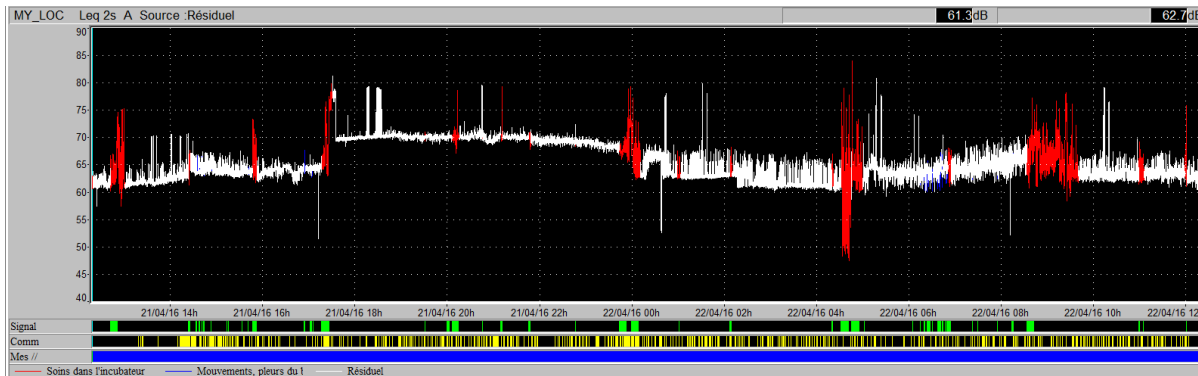 MY_LOC Leq 2s A Source :Résiduel 61.3dB 62.7dB
90
85
80
75
70
65
60
55
50
45
40
21/04/16 14h 21/04/16 16h 21/04/16 18h 21/04/16 20h 21/04/16 22h 22/04/16 00h 22/04/16 02h 22/04/16 04h 22/04/16 06h 22/04/16 08h 22/04/16 10h 22/04/16 12
Signal
Comm
Mes //
Soins dans l'incubateur Mouvements, pleurs du Résiduel